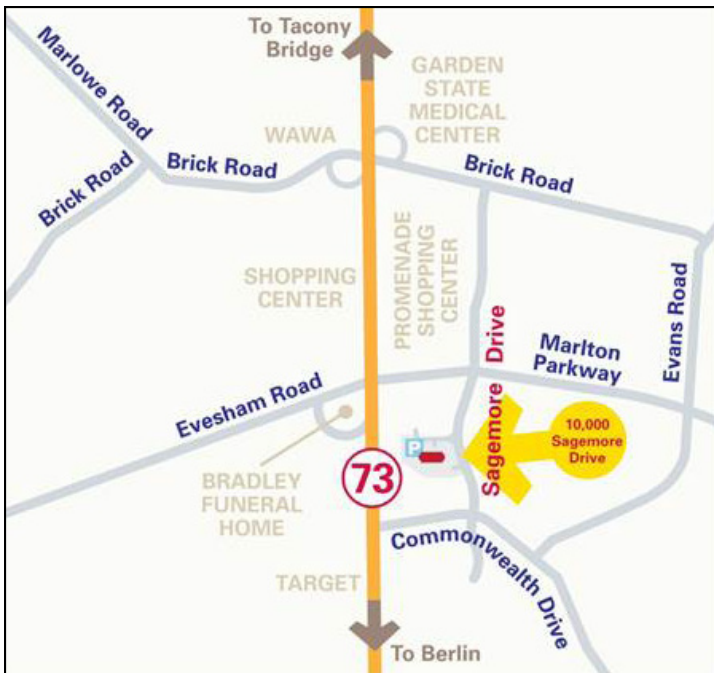 To Tacony
Bridge
GARDEN
STATE
MEDICAL
CENTER
Marlowe Road
WAWA
Brick Road
Brick Road
Brick Road
SHOPPING
CENTER
PROMENADE
SHOPPING
CENTER
Evans Road
Sagemore Drive
Marlton
Parkway
Evesham Road
10,000
Sagemore
Drive
P
73
BRADLEY
FUNERAL
HOME
Commonwealth Drive
TARGET
To Berlin